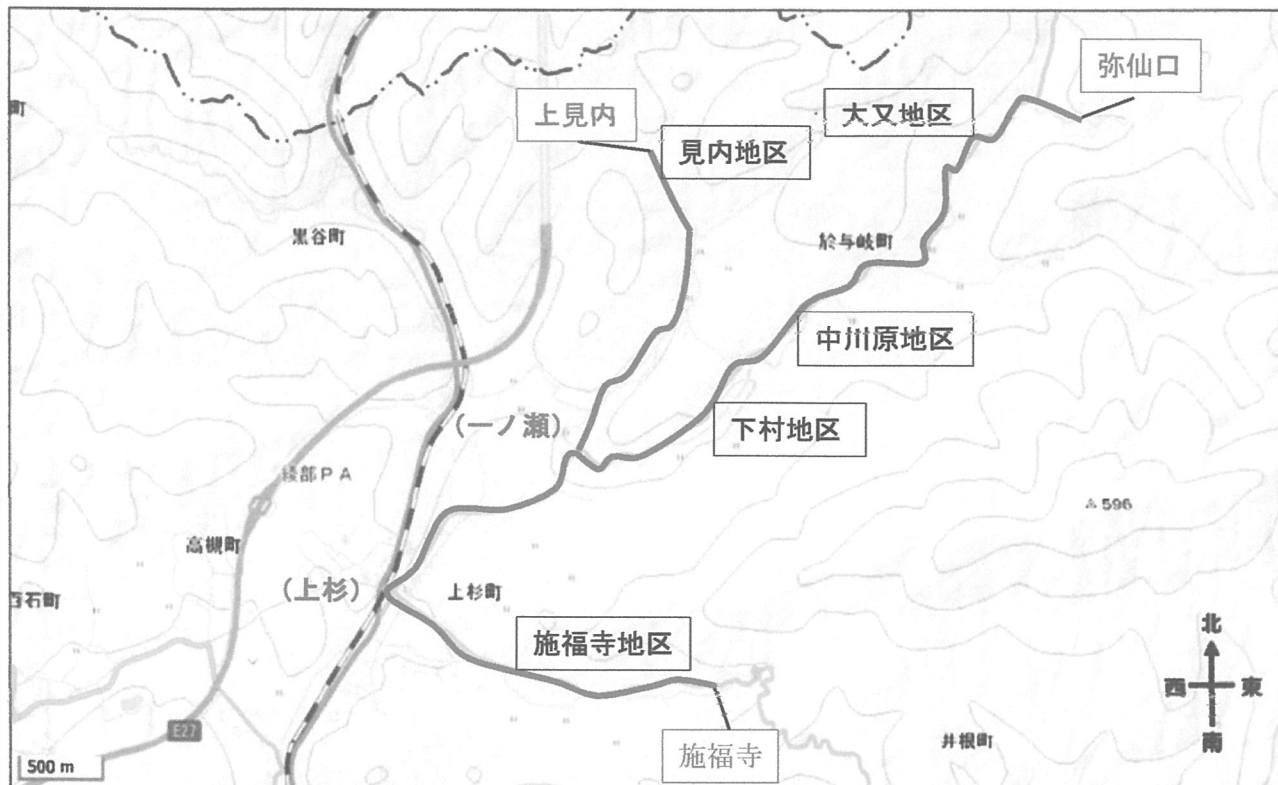 弥仙口
大又地区
町
上見内
見内地区
黒谷町
於与岐町
中川原地区
(一ノ瀬)
下村地区
綾部PA
596
高槻町
(上杉)
上杉町
北
施福寺地区
西
東
E27
南
井根町
施福寺
500 m